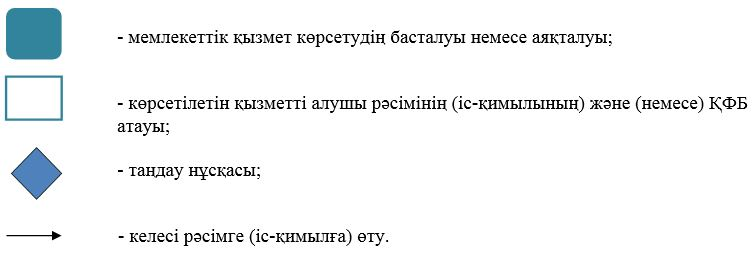 - мемлекеттік қызмет көрсетудің басталуы немесе аяқталуы;
- көрсетілетін қызметті алушы рәсімінің (іс-қимылының) және (немесе) ҚФБ
атауы;
- таңдау нұсқасы;
- келесі рәсімге (іс-қимылға) өту.